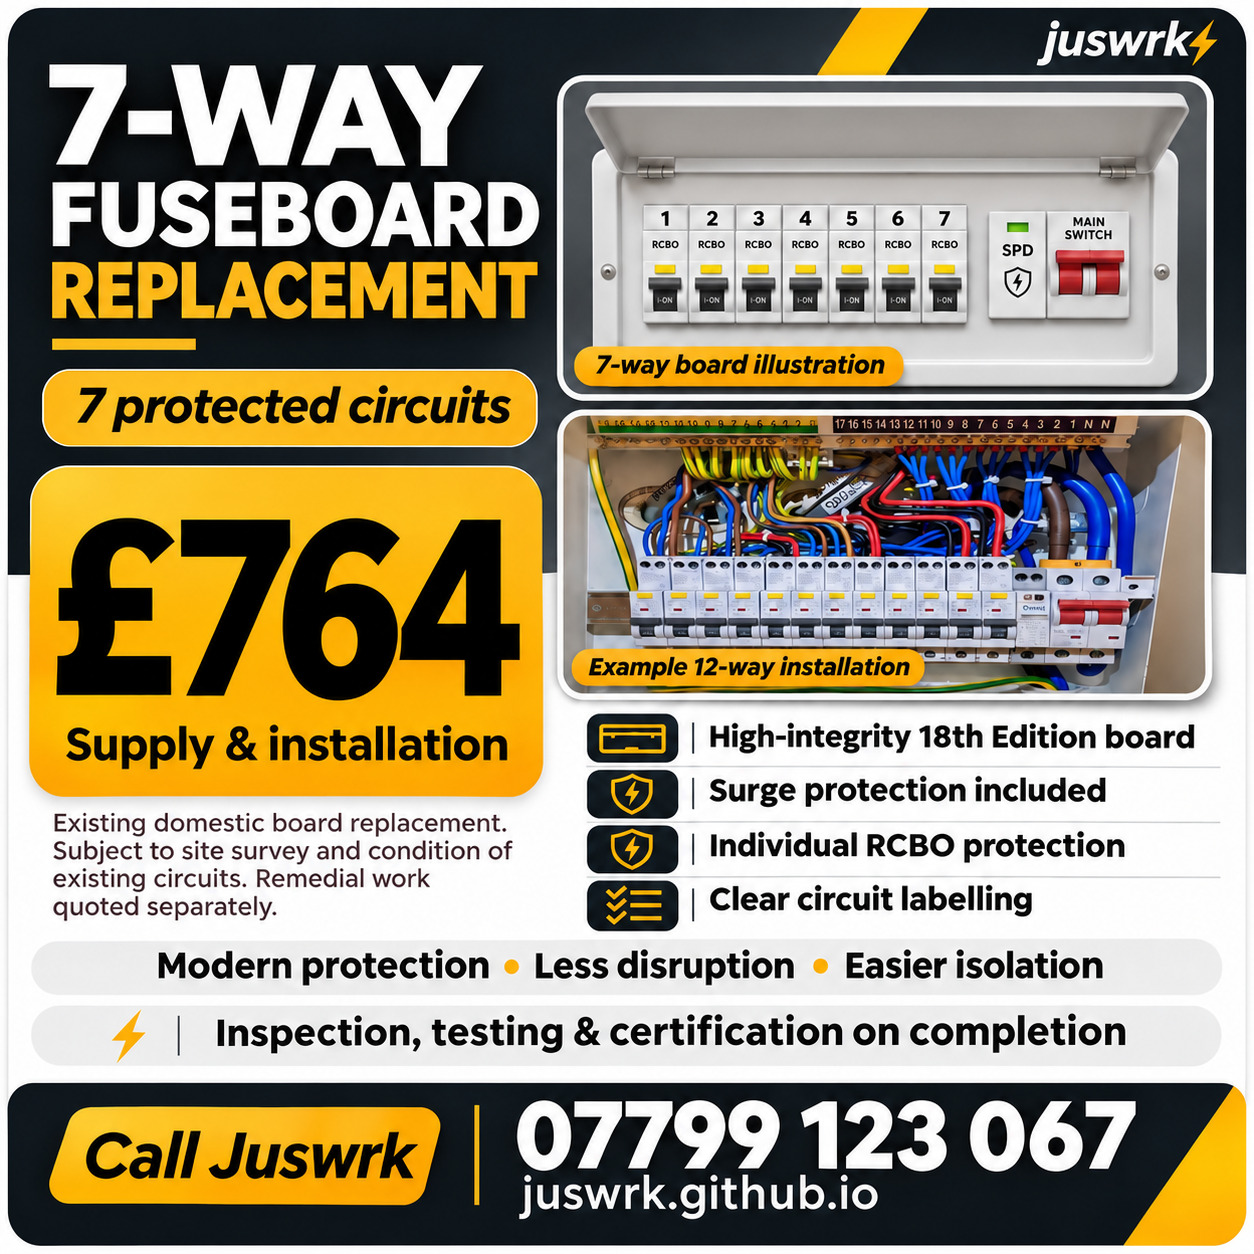 juswrk
7-WAY
FUSEBOARD
REPLACEMENT
7 protected circuits
£764
Supply & installation
Existing domestic board replacement.
Subject to site survey and condition of
existing circuits. Remedial work
quoted separately.
1 2 3 4 5 6 7
RCBO RCBO RCBO RCBO RCBO RCBO RCBO
I-ON I-ON I-ON I-ON I-ON I-ON I-ON
SPD
MAIN
SWITCH
7-way board illustration
17 16 15 14 13 12 11 10 9 8 7 6 5 4 3 2 1 N N
Example 12-way installation
High-integrity 18th Edition board
Surge protection included
Individual RCBO protection
Clear circuit labelling
Modern protection • Less disruption • Easier isolation
Inspection, testing & certification on completion
Call Juswrk
07799 123 067
juswrk.github.io